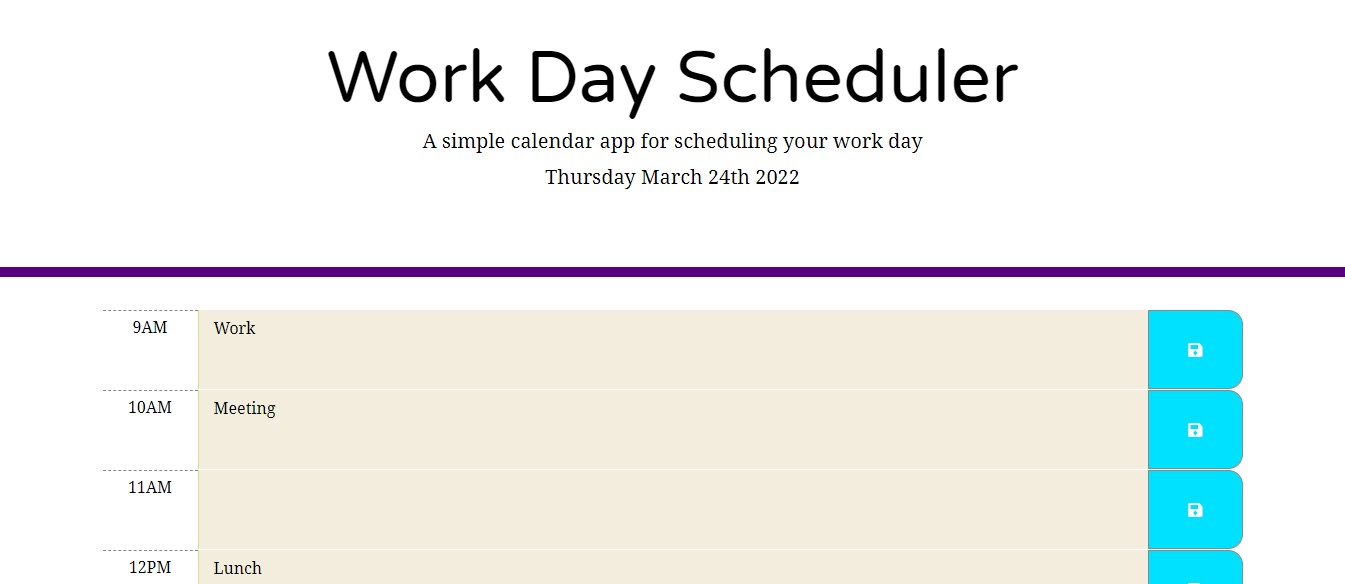 Work Day Scheduler
A simple calendar app for scheduling your work day
Thursday March 24th 2022
9AM Work
10AM Meeting
11AM
12PM Lunch